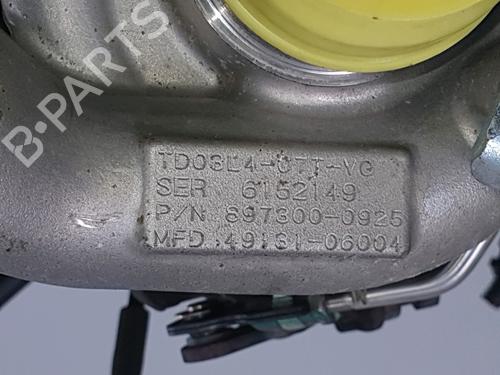 B-PARTS
TD03L4-07T-VG
SER 6152149
P/N 897300-0925
MFD 49131-06004